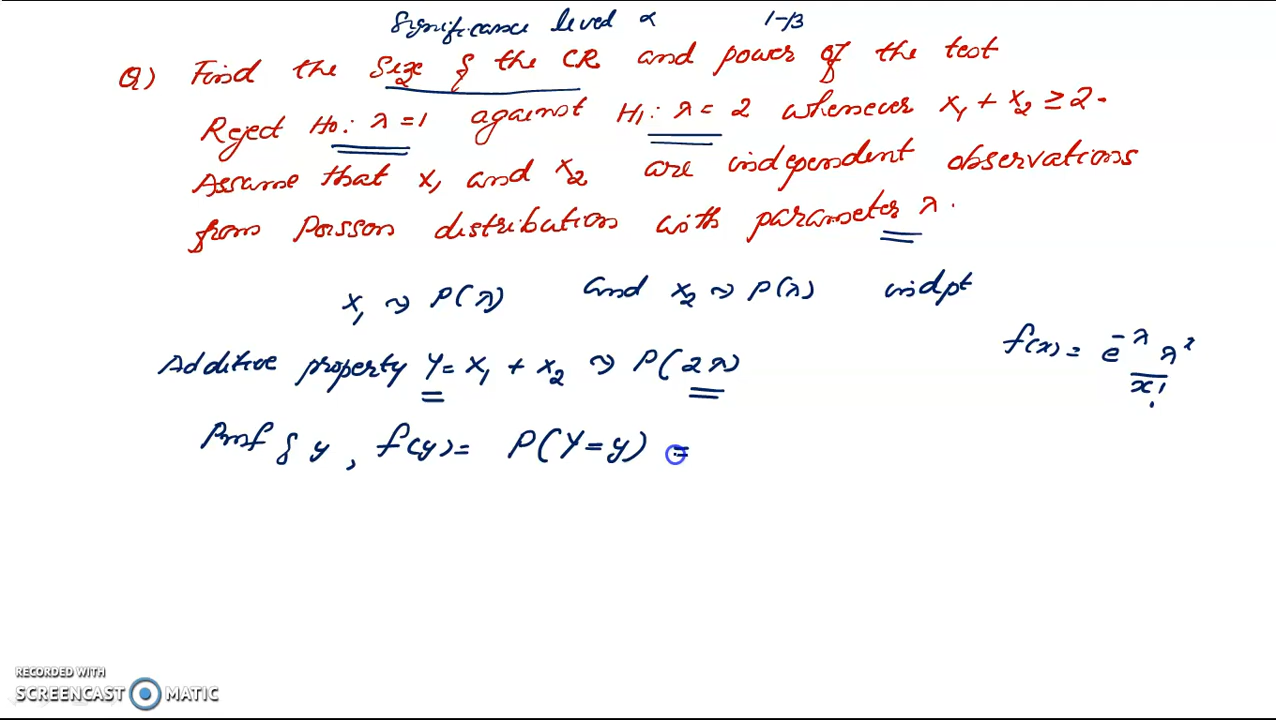 Significance level α 1-β
Q) Find the Size of the CR and power of the test
Reject H₀: λ = 1 against H₁: λ = 2 whenever x₁ + x₂ ≥ 2.
Assume that x₁ and x₂ are independent observations
from Poisson distribution with parameter λ.
x₁ ~> P(λ) and x₂ ~> P(λ) indpt
f(x) = e^-λ λ^x / x!
Additive property Y = x₁ + x₂ ~> P(2λ)
Pmf of y, f(y) = P(Y=y) =
RECORDED WITH
SCREENCAST MATIC